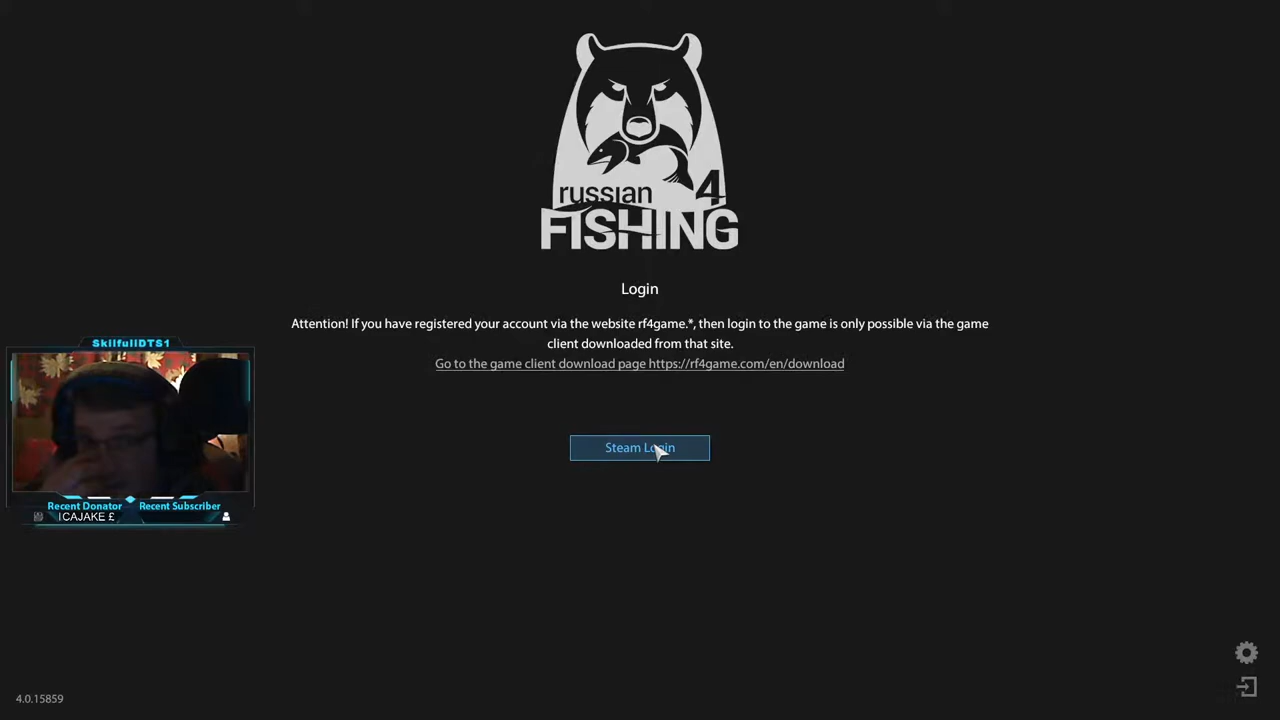 russian 4
FISHING
Login
Attention! If you have registered your account via the website rf4game.*, then login to the game is only possible via the game
client downloaded from that site.
Go to the game client download page https://rf4game.com/en/download
SkilfullDTS1
Steam Login
Recent Donator Recent Subscriber
ICAJAKE £
4.0.15859